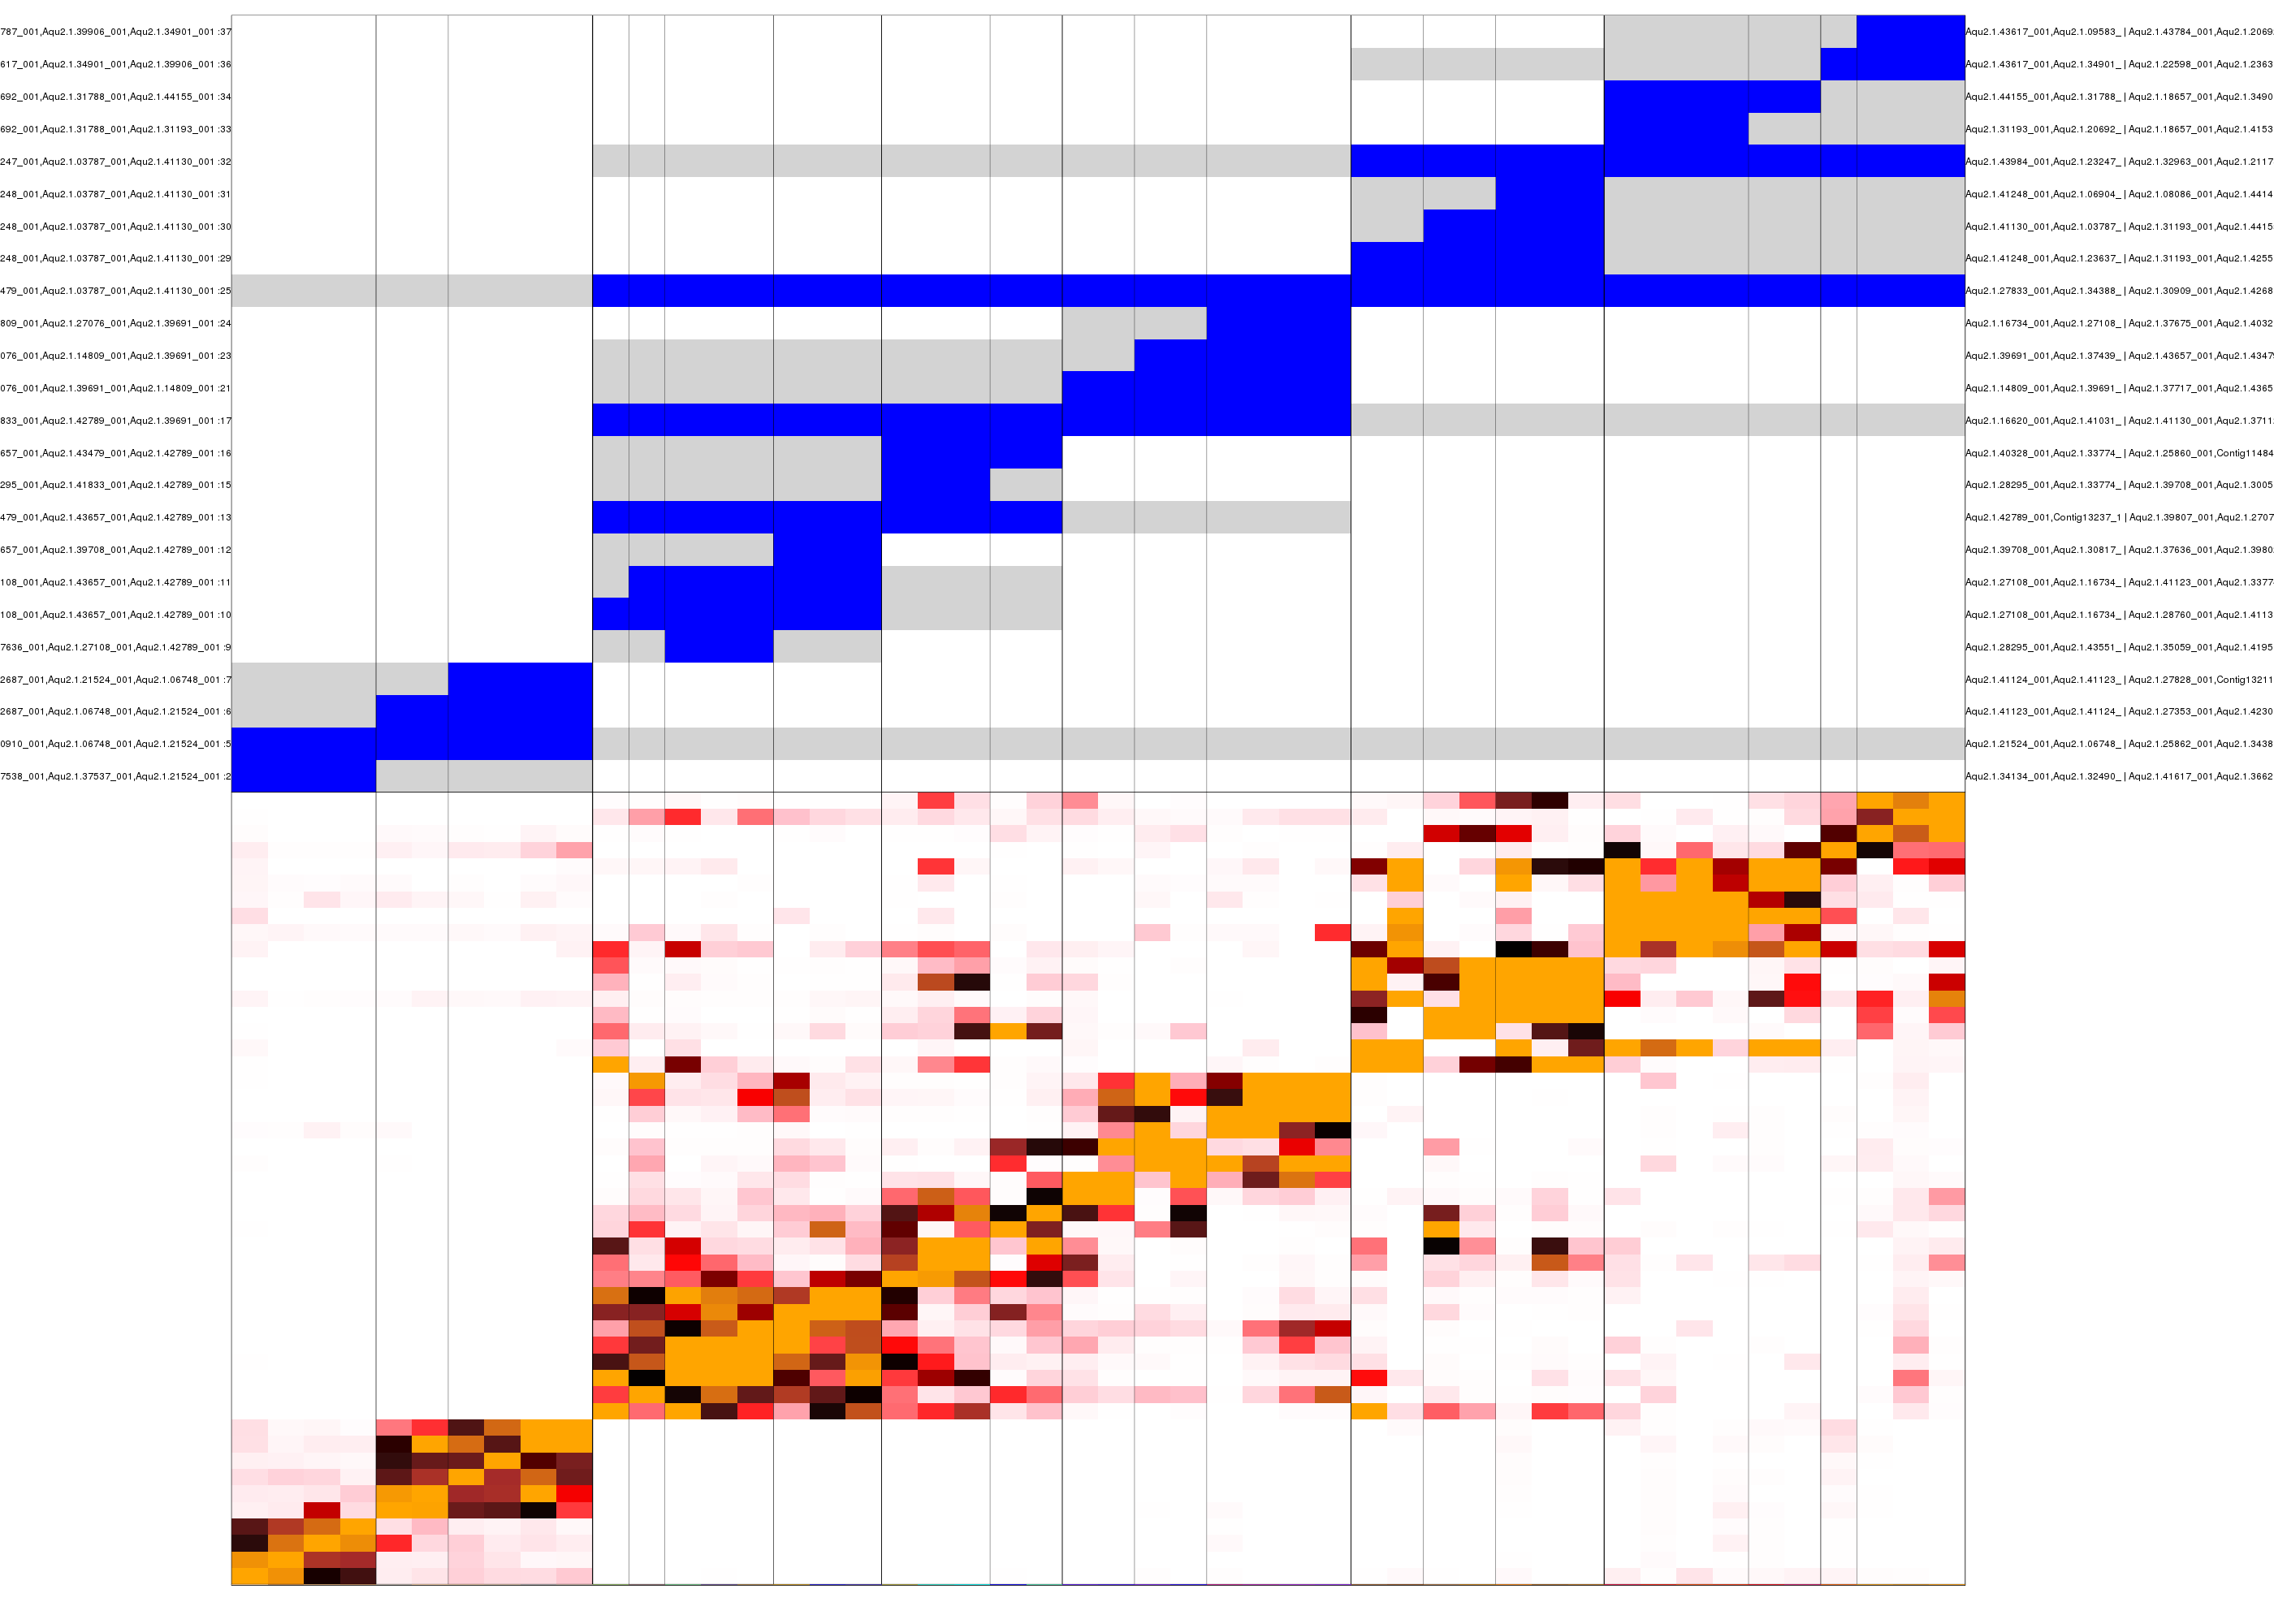 787_001,Aqu2.1.39906_001,Aqu2.1.34901_001 :37 Aqu2.1.43617_001,Aqu2.1.09583_ | Aqu2.1.43784_001,Aqu2.1.2069
617_001,Aqu2.1.34901_001,Aqu2.1.39906_001 :36 Aqu2.1.43617_001,Aqu2.1.34901_ | Aqu2.1.22598_001,Aqu2.1.2363
692_001,Aqu2.1.31788_001,Aqu2.1.44155_001 :34 Aqu2.1.44155_001,Aqu2.1.31788_ | Aqu2.1.18657_001,Aqu2.1.3490
692_001,Aqu2.1.31788_001,Aqu2.1.31193_001 :33 Aqu2.1.31193_001,Aqu2.1.20692_ | Aqu2.1.18657_001,Aqu2.1.4153
247_001,Aqu2.1.03787_001,Aqu2.1.41130_001 :32 Aqu2.1.43984_001,Aqu2.1.23247_ | Aqu2.1.32963_001,Aqu2.1.2117
248_001,Aqu2.1.03787_001,Aqu2.1.41130_001 :31 Aqu2.1.41248_001,Aqu2.1.06904_ | Aqu2.1.08086_001,Aqu2.1.4414
248_001,Aqu2.1.03787_001,Aqu2.1.41130_001 :30 Aqu2.1.41130_001,Aqu2.1.03787_ | Aqu2.1.31193_001,Aqu2.1.4415
248_001,Aqu2.1.03787_001,Aqu2.1.41130_001 :29 Aqu2.1.41248_001,Aqu2.1.23637_ | Aqu2.1.31193_001,Aqu2.1.4255
479_001,Aqu2.1.03787_001,Aqu2.1.41130_001 :25 Aqu2.1.27833_001,Aqu2.1.34388_ | Aqu2.1.30909_001,Aqu2.1.4268
809_001,Aqu2.1.27076_001,Aqu2.1.39691_001 :24 Aqu2.1.16734_001,Aqu2.1.27108_ | Aqu2.1.37675_001,Aqu2.1.4032
076_001,Aqu2.1.14809_001,Aqu2.1.39691_001 :23 Aqu2.1.39691_001,Aqu2.1.37439_ | Aqu2.1.43657_001,Aqu2.1.4347
076_001,Aqu2.1.39691_001,Aqu2.1.14809_001 :21 Aqu2.1.14809_001,Aqu2.1.39691_ | Aqu2.1.37717_001,Aqu2.1.4365
833_001,Aqu2.1.42789_001,Aqu2.1.39691_001 :17 Aqu2.1.16620_001,Aqu2.1.41031_ | Aqu2.1.41130_001,Aqu2.1.3711
657_001,Aqu2.1.43479_001,Aqu2.1.42789_001 :16 Aqu2.1.40328_001,Aqu2.1.33774_ | Aqu2.1.25860_001,Contig11484
295_001,Aqu2.1.41833_001,Aqu2.1.42789_001 :15 Aqu2.1.28295_001,Aqu2.1.33774_ | Aqu2.1.39708_001,Aqu2.1.3005
479_001,Aqu2.1.43657_001,Aqu2.1.42789_001 :13 Aqu2.1.42789_001,Contig13237_1 | Aqu2.1.39807_001,Aqu2.1.2707
657_001,Aqu2.1.39708_001,Aqu2.1.42789_001 :12 Aqu2.1.39708_001,Aqu2.1.30817_ | Aqu2.1.37636_001,Aqu2.1.3980
108_001,Aqu2.1.43657_001,Aqu2.1.42789_001 :11 Aqu2.1.27108_001,Aqu2.1.16734_ | Aqu2.1.41123_001,Aqu2.1.3377
108_001,Aqu2.1.43657_001,Aqu2.1.42789_001 :10 Aqu2.1.27108_001,Aqu2.1.16734_ | Aqu2.1.28760_001,Aqu2.1.4113
7636_001,Aqu2.1.27108_001,Aqu2.1.42789_001 :9 Aqu2.1.28295_001,Aqu2.1.43551_ | Aqu2.1.35059_001,Aqu2.1.4195
2687_001,Aqu2.1.21524_001,Aqu2.1.06748_001 :7 Aqu2.1.41124_001,Aqu2.1.41123_ | Aqu2.1.27828_001,Contig13211
2687_001,Aqu2.1.06748_001,Aqu2.1.21524_001 :6 Aqu2.1.41123_001,Aqu2.1.41124_ | Aqu2.1.27353_001,Aqu2.1.4230
0910_001,Aqu2.1.06748_001,Aqu2.1.21524_001 :5 Aqu2.1.21524_001,Aqu2.1.06748_ | Aqu2.1.25862_001,Aqu2.1.3438
7538_001,Aqu2.1.37537_001,Aqu2.1.21524_001 :2 Aqu2.1.34134_001,Aqu2.1.32490_ | Aqu2.1.41617_001,Aqu2.1.3662